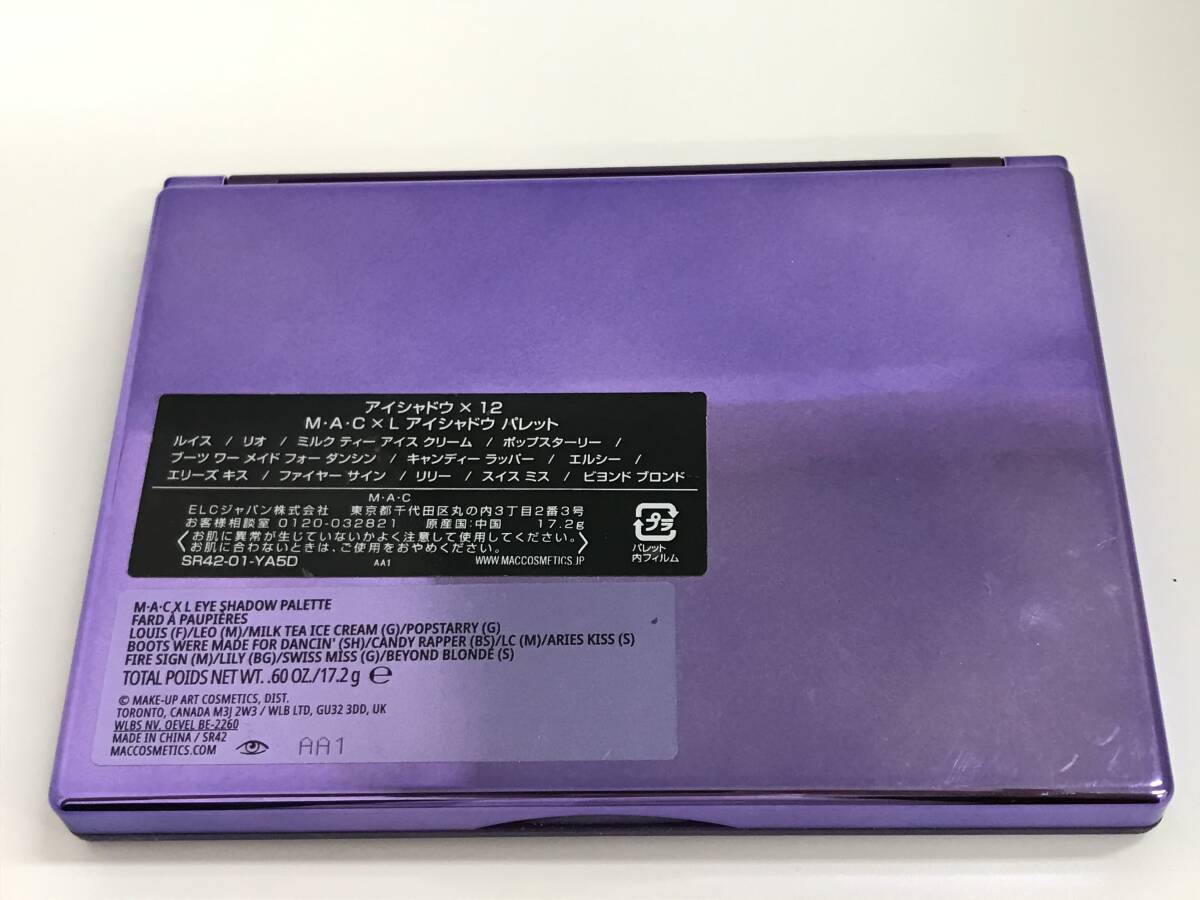 アイシャドウ × 12
M・A・C × L アイシャドウ パレット
ルイス / リオ / ミルク ティー アイス クリーム / ポップスターリー /
ブーツ ワー メイド フォー ダンシン / キャンディー ラッパー / エルシー /
エリーズ キス / ファイヤー サイン / リリー / スイス ミス / ビヨンド ブロンド
M・A・C
ELCジャパン株式会社 東京都千代田区丸の内3丁目2番3号
お客様相談室 0120-032821 原産国:中国 17.2g
〈お肌に異常が生じていないかよく注意して使用してください。
お肌に合わないときは、ご使用をおやめください。〉
SR42-01-YA5D AA1 WWW.MACCOSMETICS.JP
プラ
パレット
内フィルム
M·A·C X L EYE SHADOW PALETTE
FARD À PAUPIÈRES
LOUIS (F)/LEO (M)/MILK TEA ICE CREAM (G)/POPSTARRY (G)
BOOTS WERE MADE FOR DANCIN' (SH)/CANDY RAPPER (BS)/LC (M)/ARIES KISS (S)
FIRE SIGN (M)/LILY (BG)/SWISS MISS (G)/BEYOND BLONDE (S)
TOTAL POIDS NET WT. .60 OZ./17.2 g ℮
© MAKE-UP ART COSMETICS, DIST.
TORONTO, CANADA M3J 2W3 / WLB LTD, GU32 3DD, UK
WLBS NV. OEVEL BE-2260
MADE IN CHINA / SR42
MACCOSMETICS.COM AA1